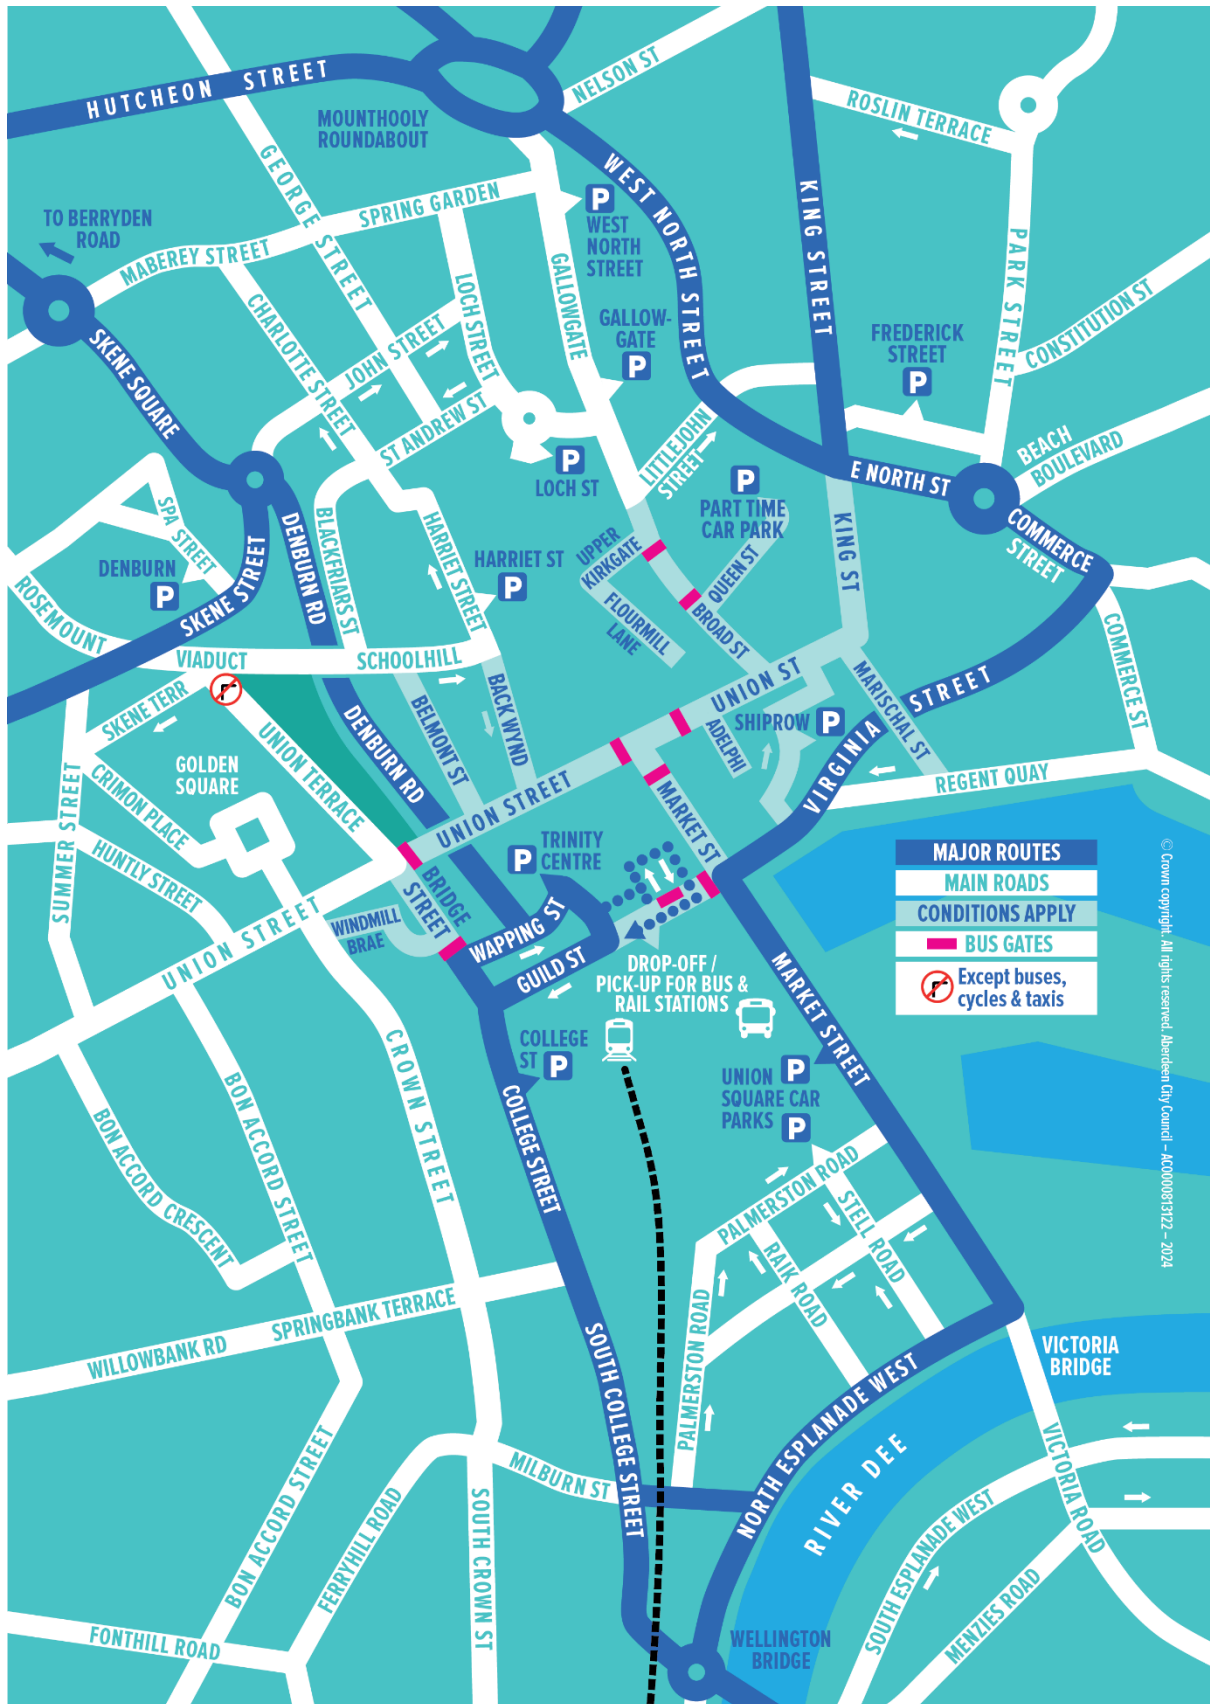 HUTCHEON STREET
MOUNTHOOLY
ROUNDABOUT
NELSON ST
ROSLIN TERRACE
GEORGE STREET
SPRING GARDEN
WEST NORTH STREET
KING STREET
PARK STREET
P
WEST
NORTH
STREET
TO BERRYDEN
ROAD
MABEREY STREET
GALLOWGATE
LOCH STREET
CHARLOTTE STREET
JOHN STREET
GALLOW-
GATE
P
FREDERICK
STREET
P
CONSTITUTION ST
SKENE SQUARE
ST ANDREW ST
LITTLEJOHN
STREET
BEACH
BOULEVARD
E NORTH ST
P
LOCH ST
P
PART TIME
CAR PARK
COMMERCE
STREET
SPA STREET
DENBURN RD
BLACKFRIARS ST
HARRIET STREET
HARRIET ST
P
UPPER
KIRKGATE
QUEEN ST
KING ST
DENBURN
P
SKENE STREET
ROSEMOUNT
VIADUCT
SCHOOLHILL
FLOURMILL
LANE
BROAD ST
COMMERCE ST
SKENE TERR
UNION TERRACE
DENBURN RD
BELMONT ST
BACK WYND
UNION ST
MARISCHAL ST
STREET
ADELPHI
SHIPROW
P
VIRGINIA
REGENT QUAY
GOLDEN
SQUARE
CRIMON PLACE
SUMMER STREET
HUNTLY STREET
UNION STREET
MARKET ST
TRINITY
CENTRE
P
BRIDGE
STREET
WINDMILL
BRAE
WAPPING ST
GUILD ST
UNION STREET
MAJOR ROUTES
MAIN ROADS
CONDITIONS APPLY
BUS GATES
Except buses,
cycles & taxis
© Crown copyright. All rights reserved. Aberdeen City Council – AC0000813122 – 2024
DROP-OFF /
PICK-UP FOR BUS &
RAIL STATIONS
MARKET STREET
COLLEGE
ST
P
UNION
SQUARE CAR
PARKS
P
P
CROWN STREET
BON ACCORD STREET
BON ACCORD CRESCENT
COLLEGE STREET
PALMERSTON ROAD
STELL ROAD
RAIK ROAD
PALMERSTON ROAD
SPRINGBANK TERRACE
WILLOWBANK RD
SOUTH COLLEGE STREET
NORTH ESPLANADE WEST
VICTORIA
BRIDGE
VICTORIA ROAD
RIVER DEE
MILBURN ST
BON ACCORD STREET
FERRYHILL ROAD
SOUTH CROWN ST
FONTHILL ROAD
SOUTH ESPLANADE WEST
MENZIES ROAD
WELLINGTON
BRIDGE